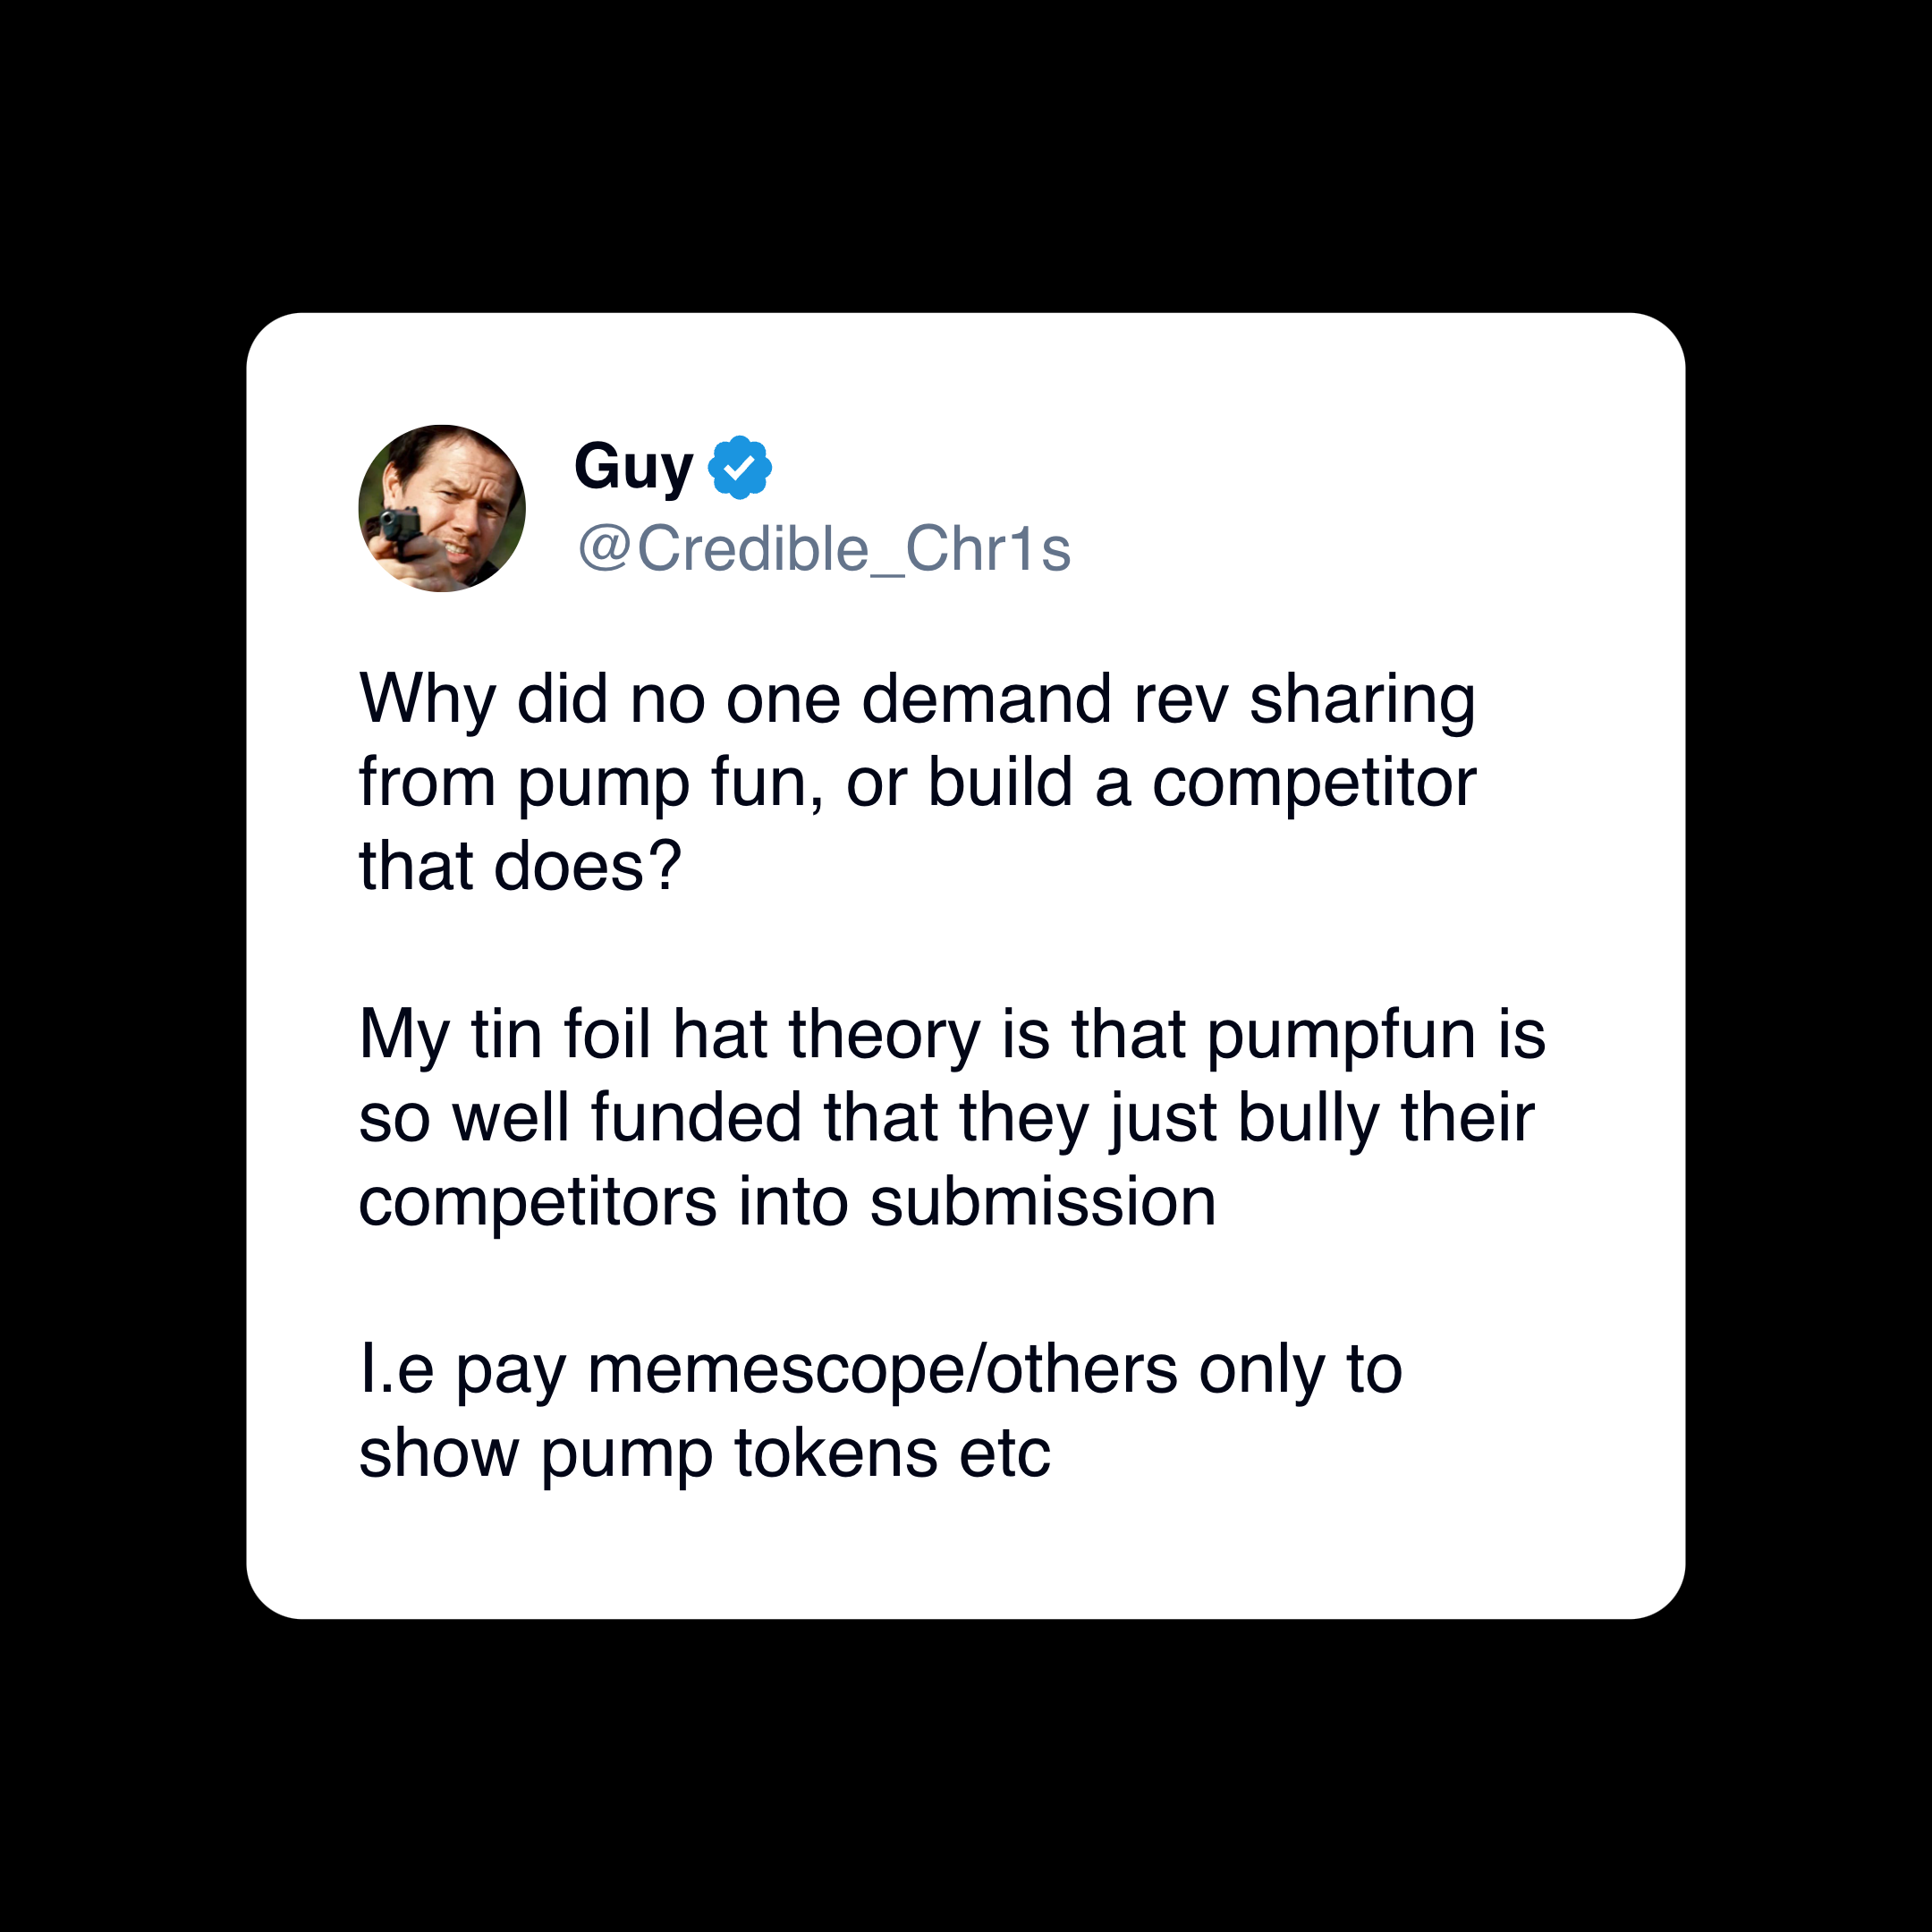 Guy
@Credible_Chr1s
Why did no one demand rev sharing
from pump fun, or build a competitor
that does?
My tin foil hat theory is that pumpfun is
so well funded that they just bully their
competitors into submission
I.e pay memescope/others only to
show pump tokens etc